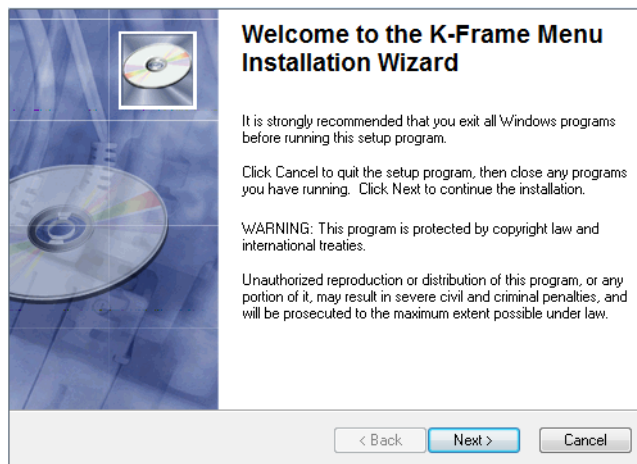 Welcome to the K-Frame Menu
Installation Wizard
It is strongly recommended that you exit all Windows programs
before running this setup program.
Click Cancel to quit the setup program, then close any programs
you have running. Click Next to continue the installation.
WARNING: This program is protected by copyright law and
international treaties.
Unauthorized reproduction or distribution of this program, or any
portion of it, may result in severe civil and criminal penalties, and
will be prosecuted to the maximum extent possible under law.
< Back Next > Cancel